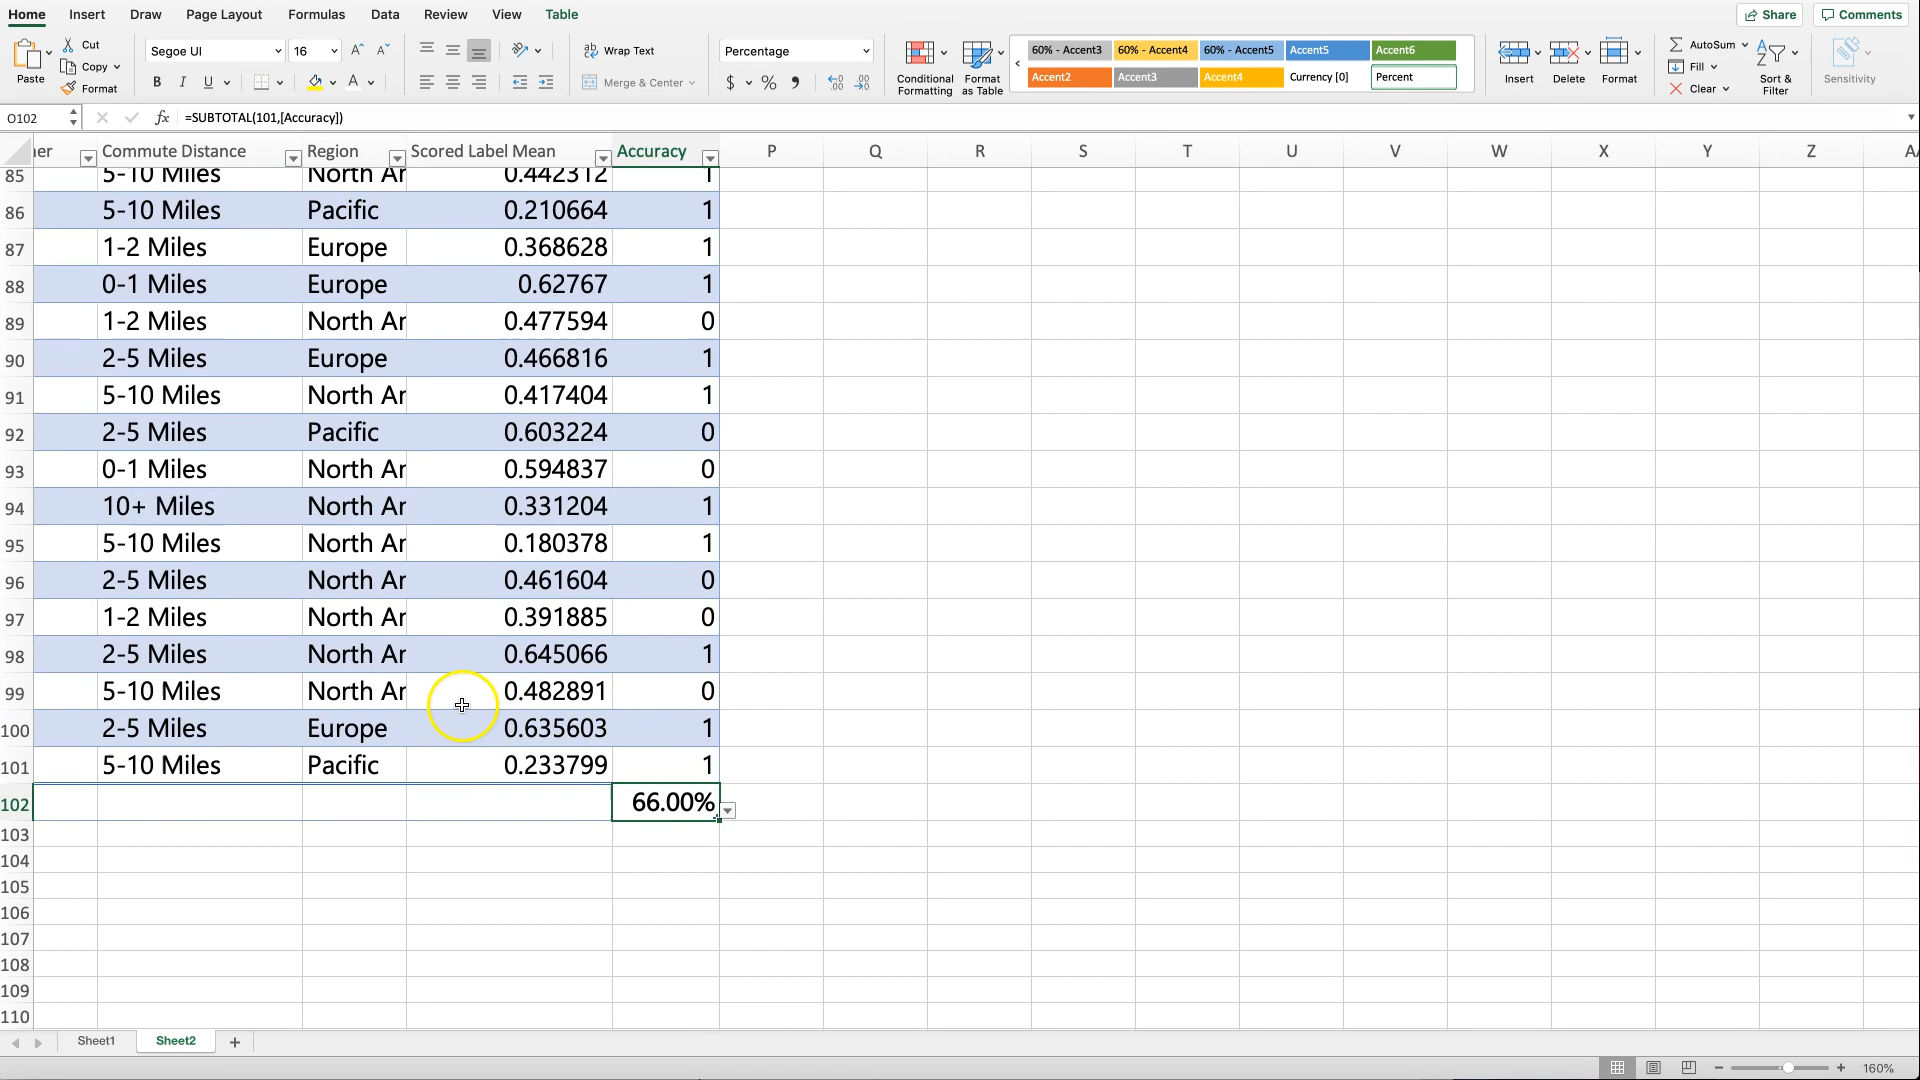 Home Insert Draw Page Layout Formulas Data Review View Table Share Comments
Paste Cut Copy Format
Segoe UI 16
B I U A A
Wrap Text
Merge & Center
Percentage
$ % 9
Conditional Formatting
Format as Table
60% - Accent3 60% - Accent4 60% - Accent5 Accent5 Accent6
Accent2 Accent3 Accent4 Currency [0] Percent
Insert Delete Format
AutoSum
Fill
Clear
Sort & Filter
Sensitivity
O102 fx =SUBTOTAL(101,[Accuracy])
er Commute Distance Region Scored Label Mean Accuracy P Q R S T U V W X Y Z
85 5-10 Miles North Ar 0.442312 1
86 5-10 Miles Pacific 0.210664 1
87 1-2 Miles Europe 0.368628 1
88 0-1 Miles Europe 0.62767 1
89 1-2 Miles North Ar 0.477594 0
90 2-5 Miles Europe 0.466816 1
91 5-10 Miles North Ar 0.417404 1
92 2-5 Miles Pacific 0.603224 0
93 0-1 Miles North Ar 0.594837 0
94 10+ Miles North Ar 0.331204 1
95 5-10 Miles North Ar 0.180378 1
96 2-5 Miles North Ar 0.461604 0
97 1-2 Miles North Ar 0.391885 0
98 2-5 Miles North Ar 0.645066 1
99 5-10 Miles North Ar 0.482891 0
100 2-5 Miles Europe 0.635603 1
101 5-10 Miles Pacific 0.233799 1
102 66.00%
103
104
105
106
107
108
109
110
Sheet1 Sheet2 +
160%